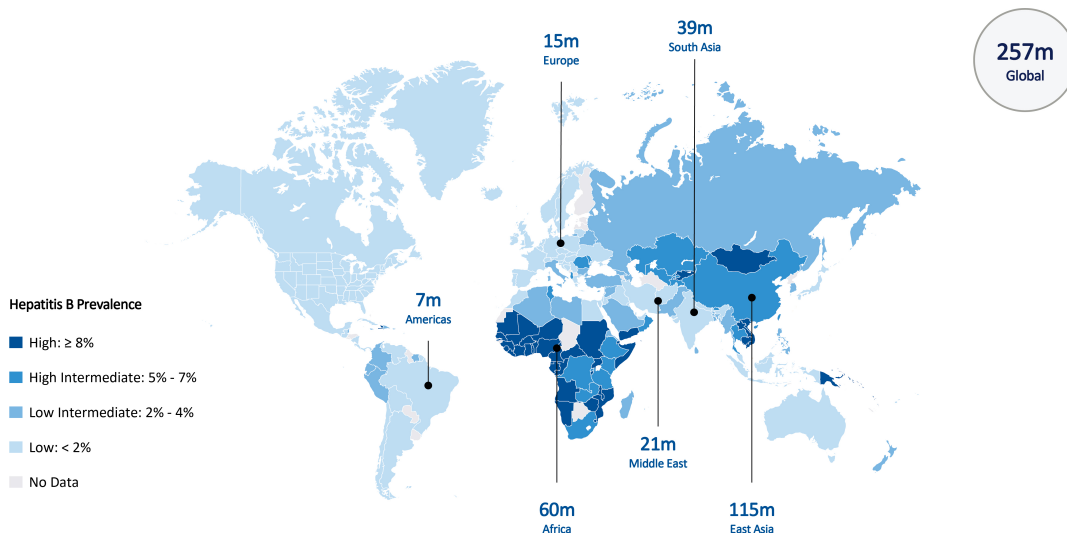 39m
South Asia
15m
Europe
257m
Global
Hepatitis B Prevalence
High: ≥ 8%
High Intermediate: 5% - 7%
Low Intermediate: 2% - 4%
Low: < 2%
No Data
7m
Americas
21m
Middle East
60m
Africa
115m
East Asia